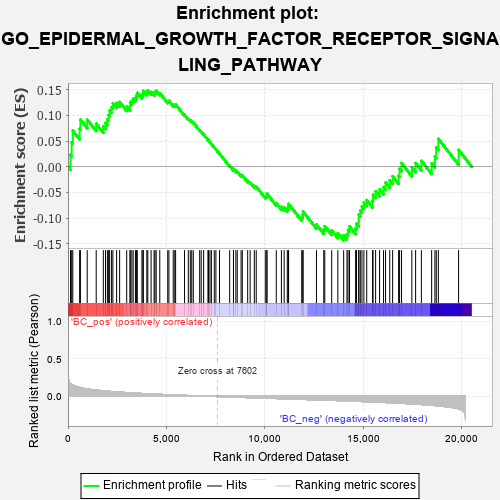 Enrichment plot:
GO_EPIDERMAL_GROWTH_FACTOR_RECEPTOR_SIGNA
LING_PATHWAY
Enrichment score (ES)
0.15
0.10
0.05
0.00
-0.05
-0.10
-0.15
'BC_pos' (positively correlated)
Ranked list metric (Pearson)
1.0
0.5
0.0
Zero cross at 7602
'BC_neg' (negatively correlated)
0
5,000
10,000
15,000
20,000
Rank in Ordered Dataset
Enrichment profile
Hits
Ranking metric scores